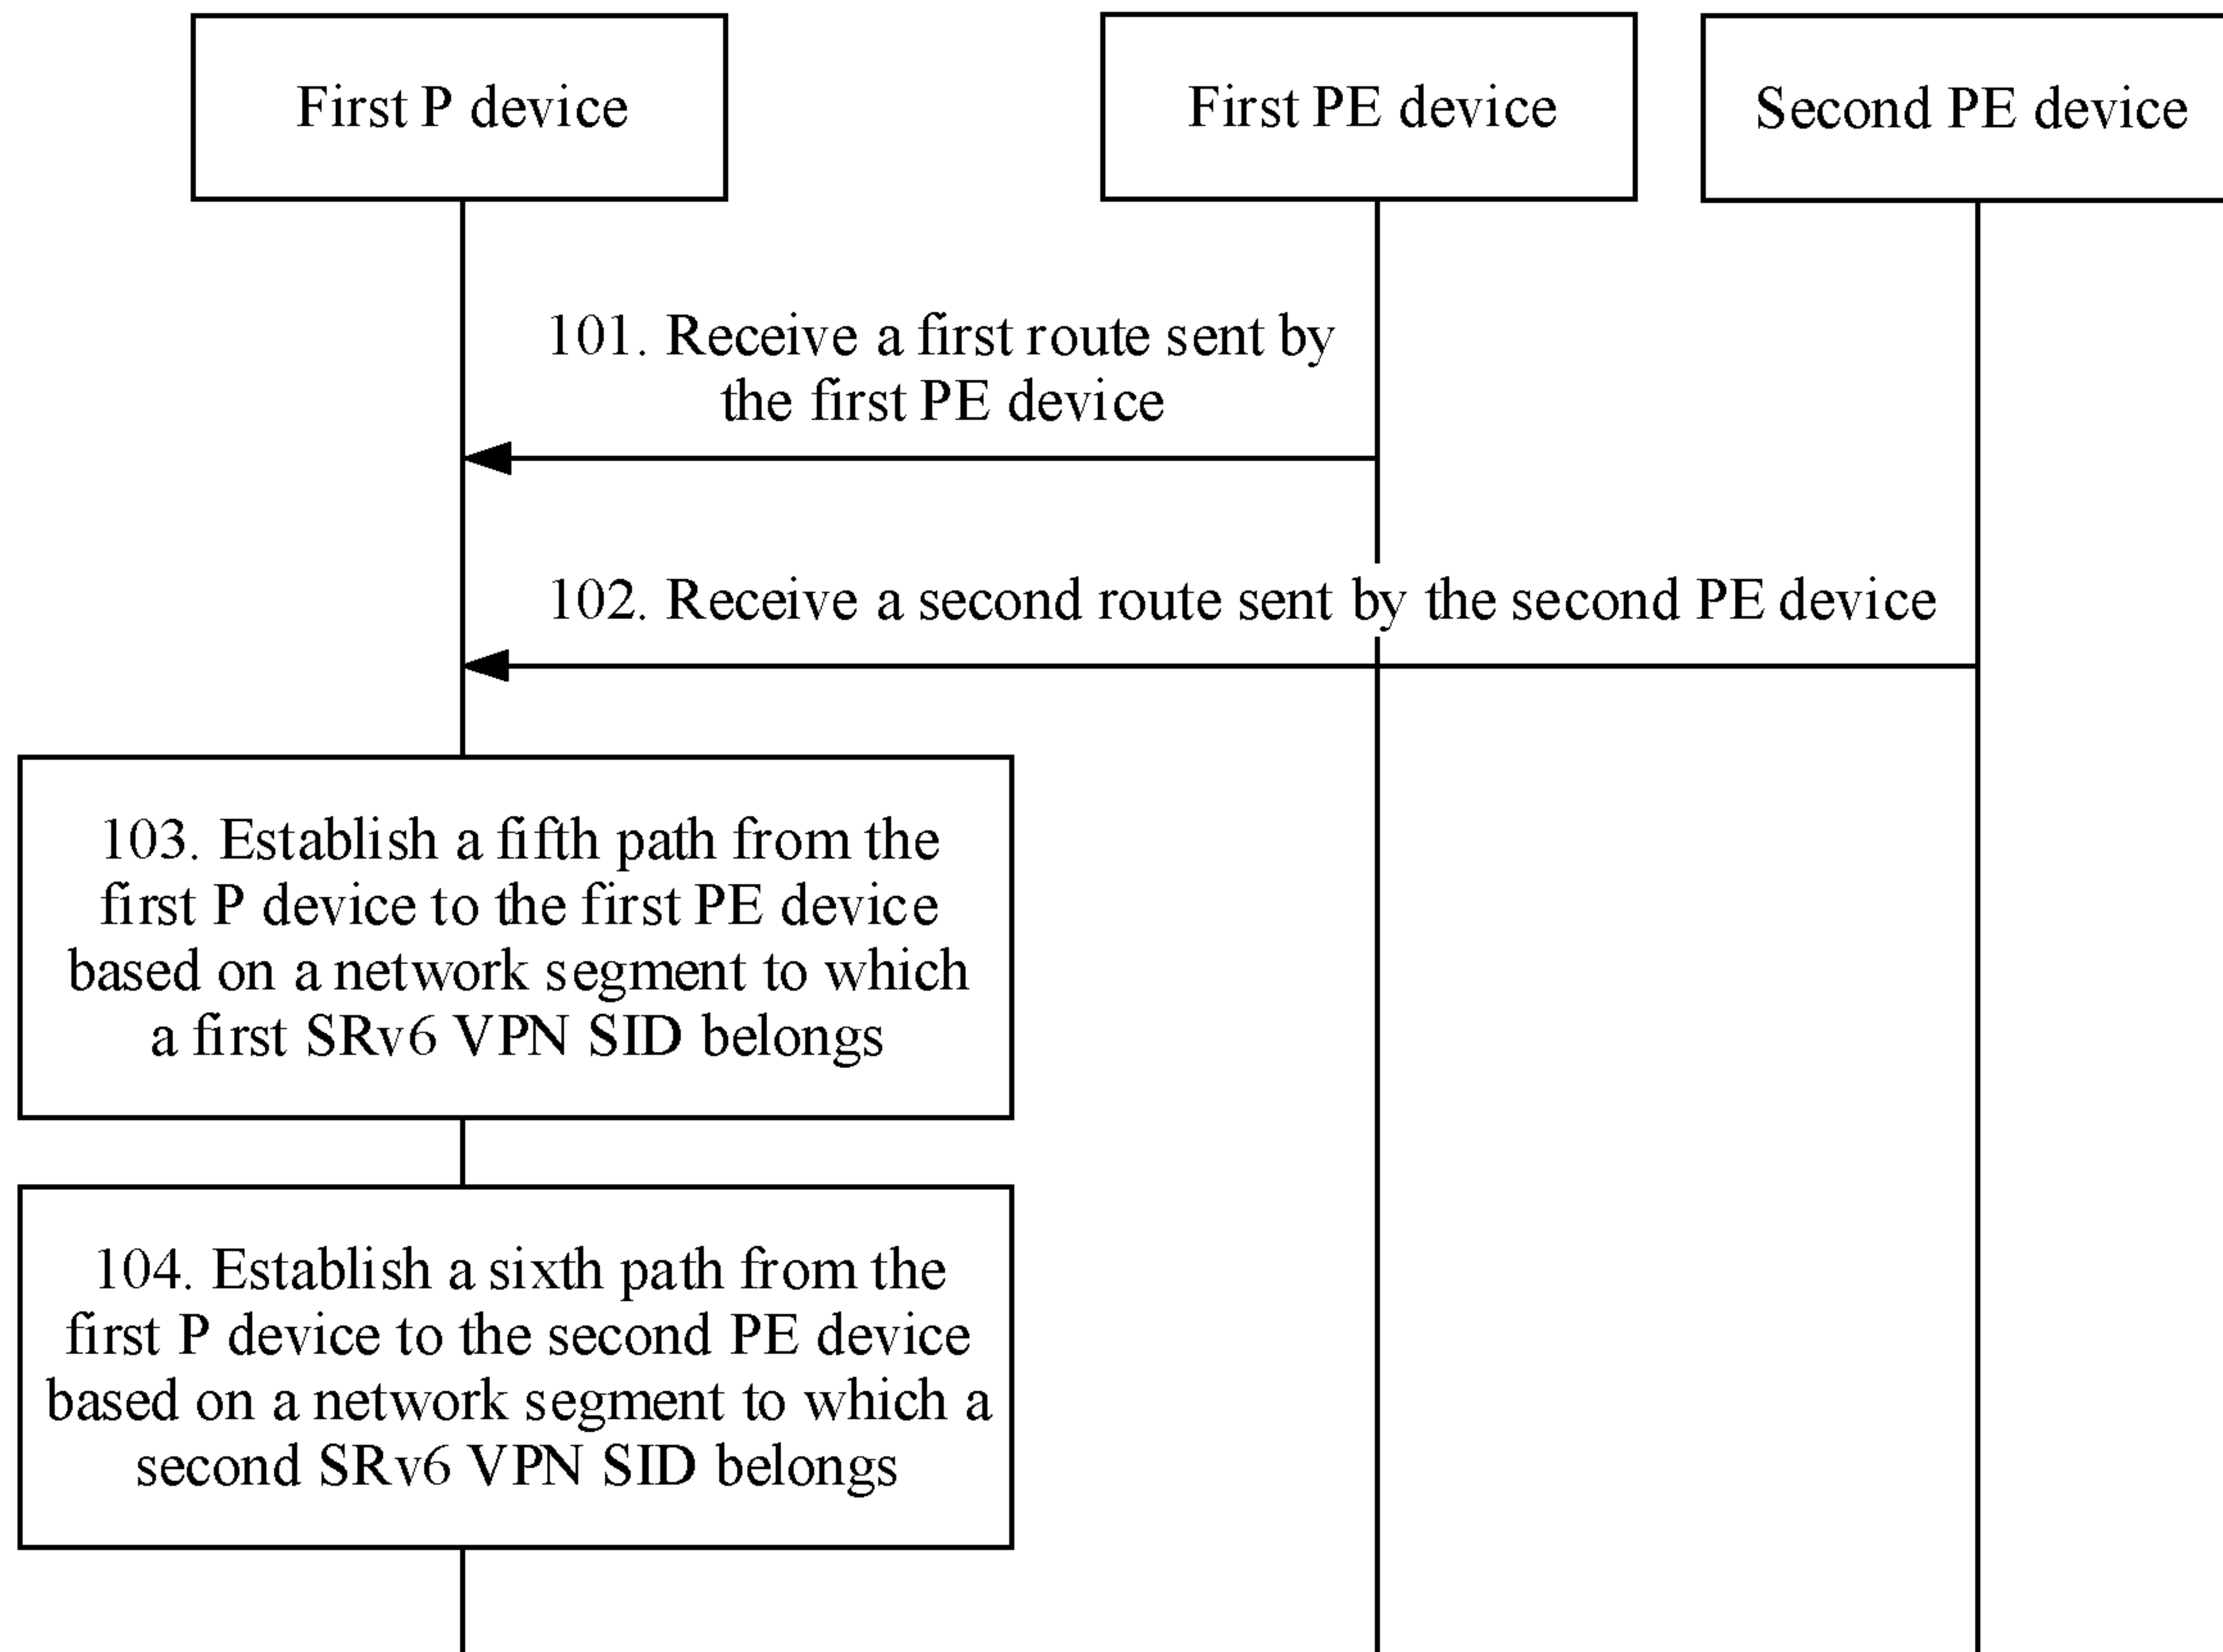 First P device
First PE device
Second PE device
101. Receive a first route sent by
the first PE device
102. Receive a second route sent by the second PE device
103. Establish a fifth path from the
first P device to the first PE device
based on a network segment to which
a first SRv6 VPN SID belongs
104. Establish a sixth path from the
first P device to the second PE device
based on a network segment to which a
second SRv6 VPN SID belongs